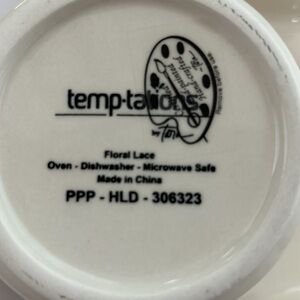 temp-tations
by Tara
Floral Lace
Oven - Dishwasher - Microwave Safe
Made in China
PPP - HLD - 306323